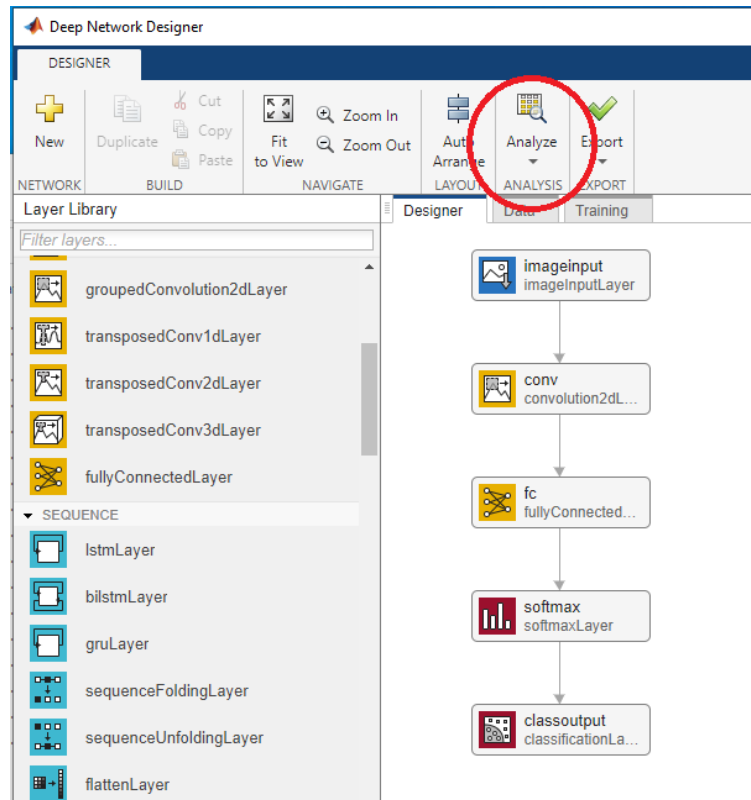 Deep Network Designer
DESIGNER
New
Duplicate
Cut
Copy
Paste
Fit
to View
Zoom In
Zoom Out
Auto
Arrange
Analyze
Export
NETWORK
BUILD
NAVIGATE
LAYOUT
ANALYSIS
EXPORT
Layer Library
Filter layers...
groupedConvolution2dLayer
transposedConv1dLayer
transposedConv2dLayer
transposedConv3dLayer
fullyConnectedLayer
SEQUENCE
lstmLayer
bilstmLayer
gruLayer
sequenceFoldingLayer
sequenceUnfoldingLayer
flattenLayer
Designer
Data
Training
imageinput
imageInputLayer
conv
convolution2dL...
fc
fullyConnected...
softmax
softmaxLayer
classoutput
classificationLa...